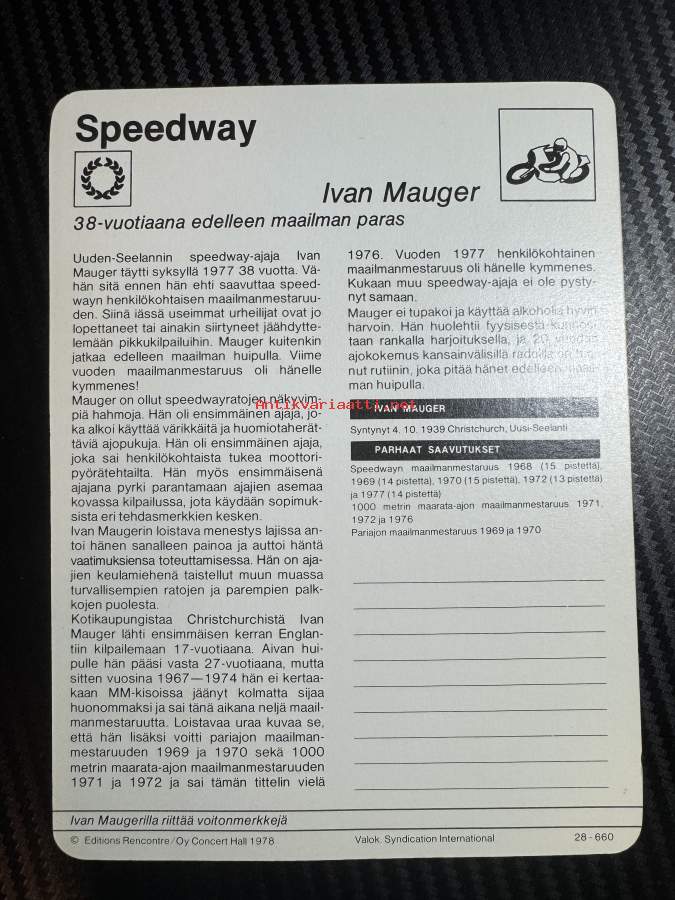 Speedway
Ivan Mauger
38-vuotiaana edelleen maailman paras
Uuden-Seelannin speedway-ajaja Ivan
Mauger täytti syksyllä 1977 38 vuotta. Vä-
hän sitä ennen hän ehti saavuttaa speed-
wayn henkilökohtaisen maailmanmestaruu-
den. Siinä iässä useimmat urheilijat ovat jo
lopettaneet tai ainakin siirtyneet jäähdytte-
lemään pikkukilpailuihin. Mauger kuitenkin
jatkaa edelleen maailman huipulla. Viime
vuoden maailmanmestaruus oli hänelle
kymmenes!
Mauger on ollut speedwayratojen näkyvim-
piä hahmoja. Hän oli ensimmäinen ajaja, jo-
ka alkoi käyttää värikkäitä ja huomiotaherät-
täviä ajopukuja. Hän oli ensimmäinen ajaja,
joka sai henkilökohtaista tukea moottori-
pyörätehtailta. Hän myös ensimmäisenä
ajajana pyrki parantamaan ajajien asemaa
kovassa kilpailussa, jota käydään sopimuk-
sista eri tehdasmerkkien kesken.
Ivan Maugerin loistava menestys lajissa an-
toi hänen sanalleen painoa ja auttoi häntä
vaatimuksiensa toteuttamisessa. Hän on aja-
jien keulamiehenä taistellut muun muassa
turvallisempien ratojen ja parempien palk-
kojen puolesta.
Kotikaupungistaa Christchurchistä Ivan
Mauger lähti ensimmäisen kerran Englan-
tiin kilpailemaan 17-vuotiaana. Aivan hui-
pulle hän pääsi vasta 27-vuotiaana, mutta
sitten vuosina 1967—1974 hän ei kertaa-
kaan MM-kisoissa jäänyt kolmatta sijaa
huonommaksi ja sai tänä aikana neljä maail-
manmestaruutta. Loistavaa uraa kuvaa se,
että hän lisäksi voitti pariajon maailman-
mestaruuden 1969 ja 1970 sekä 1000
metrin maarata-ajon maailmanmestaruuden
1971 ja 1972 ja sai tämän tittelin vielä
1976. Vuoden 1977 henkilökohtainen
maailmanmestaruus oli hänelle kymmenes.
Kukaan muu speedway-ajaja ei ole pysty-
nyt samaan.
Mauger ei tupakoi ja käyttää alkoholia hyvin
harvoin. Hän huolehtii fyysisestä kunnos-
taan rankalla harjoituksella, ja 20 vuoden
ajokokemus kansainvälisillä radoilla on tuo-
nut rutiinin, joka pitää hänet edelleen maail-
man huipulla.
Antikvariaatti.net
IVAN MAUGER
Syntynyt 4. 10. 1939 Christchurch, Uusi-Seelanti
PARHAAT SAAVUTUKSET
Speedwayn maailmanmestaruus 1968 (15 pistettä),
1969 (14 pistettä), 1970 (15 pistettä), 1972 (13 pistettä)
ja 1977 (14 pistettä)
1000 metrin maarata-ajon maailmanmestaruus 1971,
1972 ja 1976
Pariajon maailmanmestaruus 1969 ja 1970
Ivan Maugerilla riittää voitonmerkkejä
© Editions Rencontre/Oy Concert Hall 1978
Valok. Syndication International
28-660